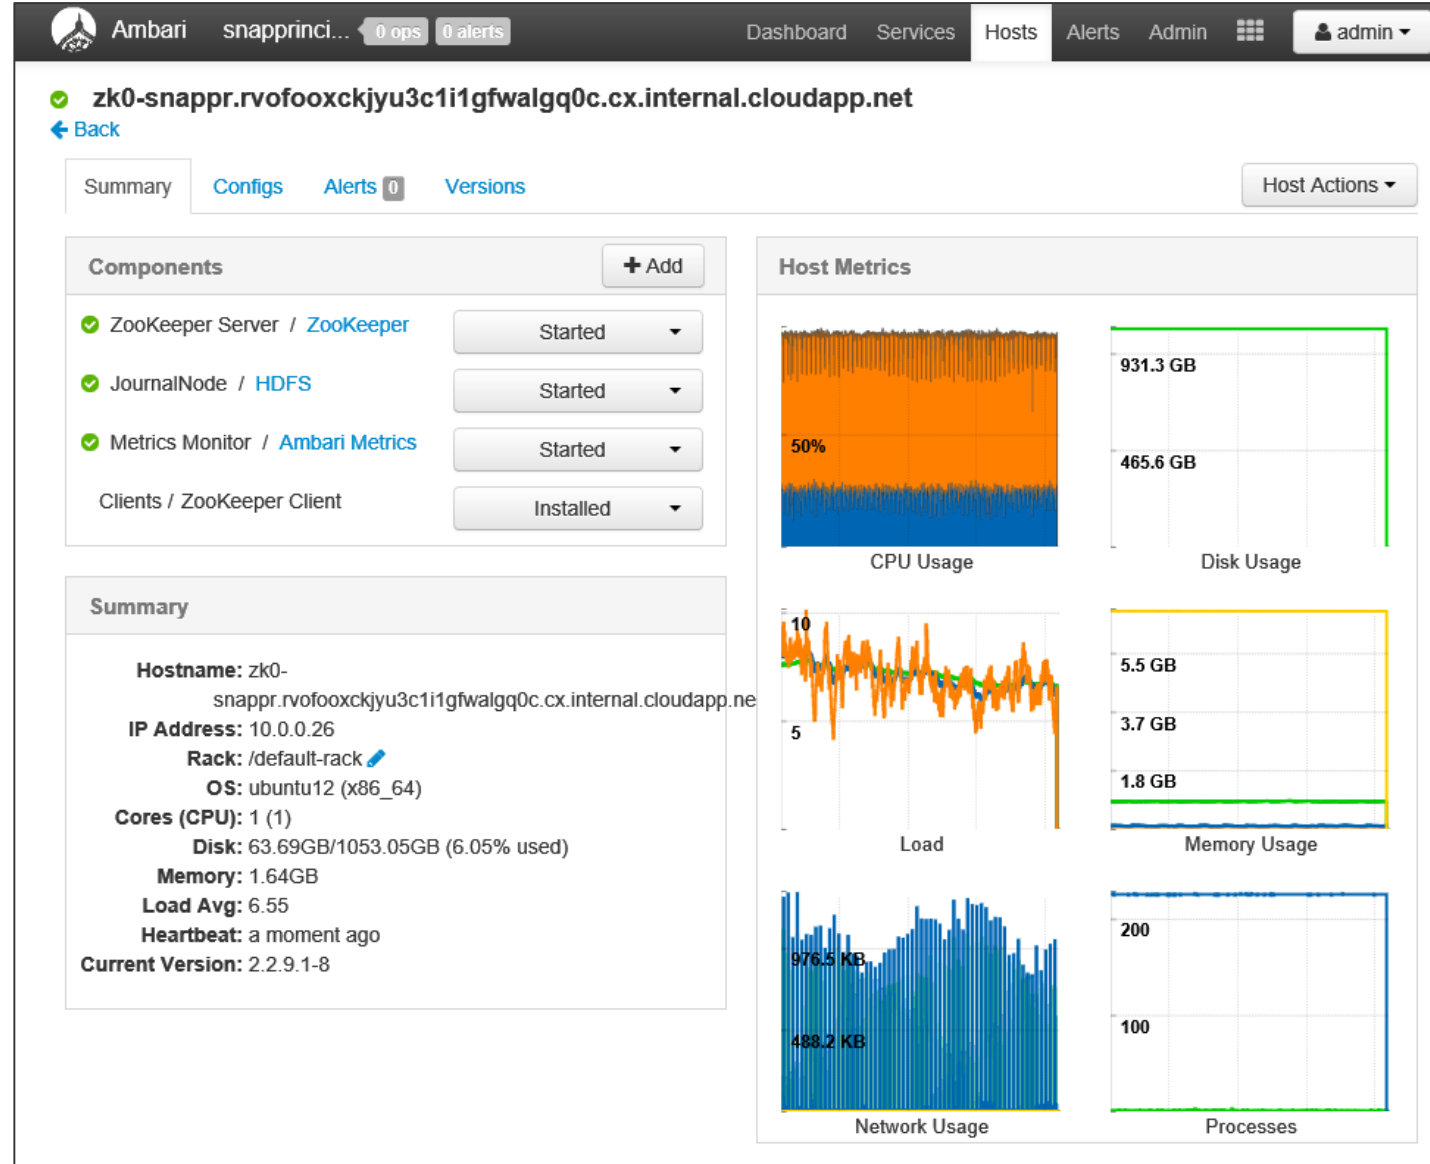 Ambari snapprinci... 0 ops 0 alerts Dashboard Services Hosts Alerts Admin admin
zk0-snappr.rvofooxckjyu3c1i1gfwalgq0c.cx.internal.cloudapp.net
Back
Summary Configs Alerts 0 Versions Host Actions
Components + Add
ZooKeeper Server / ZooKeeper Started
JournalNode / HDFS Started
Metrics Monitor / Ambari Metrics Started
Clients / ZooKeeper Client Installed
Summary
Hostname: zk0-
snappr.rvofooxckjyu3c1i1gfwalgq0c.cx.internal.cloudapp.ne
IP Address: 10.0.0.26
Rack: /default-rack
OS: ubuntu12 (x86_64)
Cores (CPU): 1 (1)
Disk: 63.69GB/1053.05GB (6.05% used)
Memory: 1.64GB
Load Avg: 6.55
Heartbeat: a moment ago
Current Version: 2.2.9.1-8
Host Metrics
50%
CPU Usage
931.3 GB
465.6 GB
Disk Usage
10
5
Load
5.5 GB
3.7 GB
1.8 GB
Memory Usage
976.5 KB
488.2 KB
Network Usage
200
100
Processes